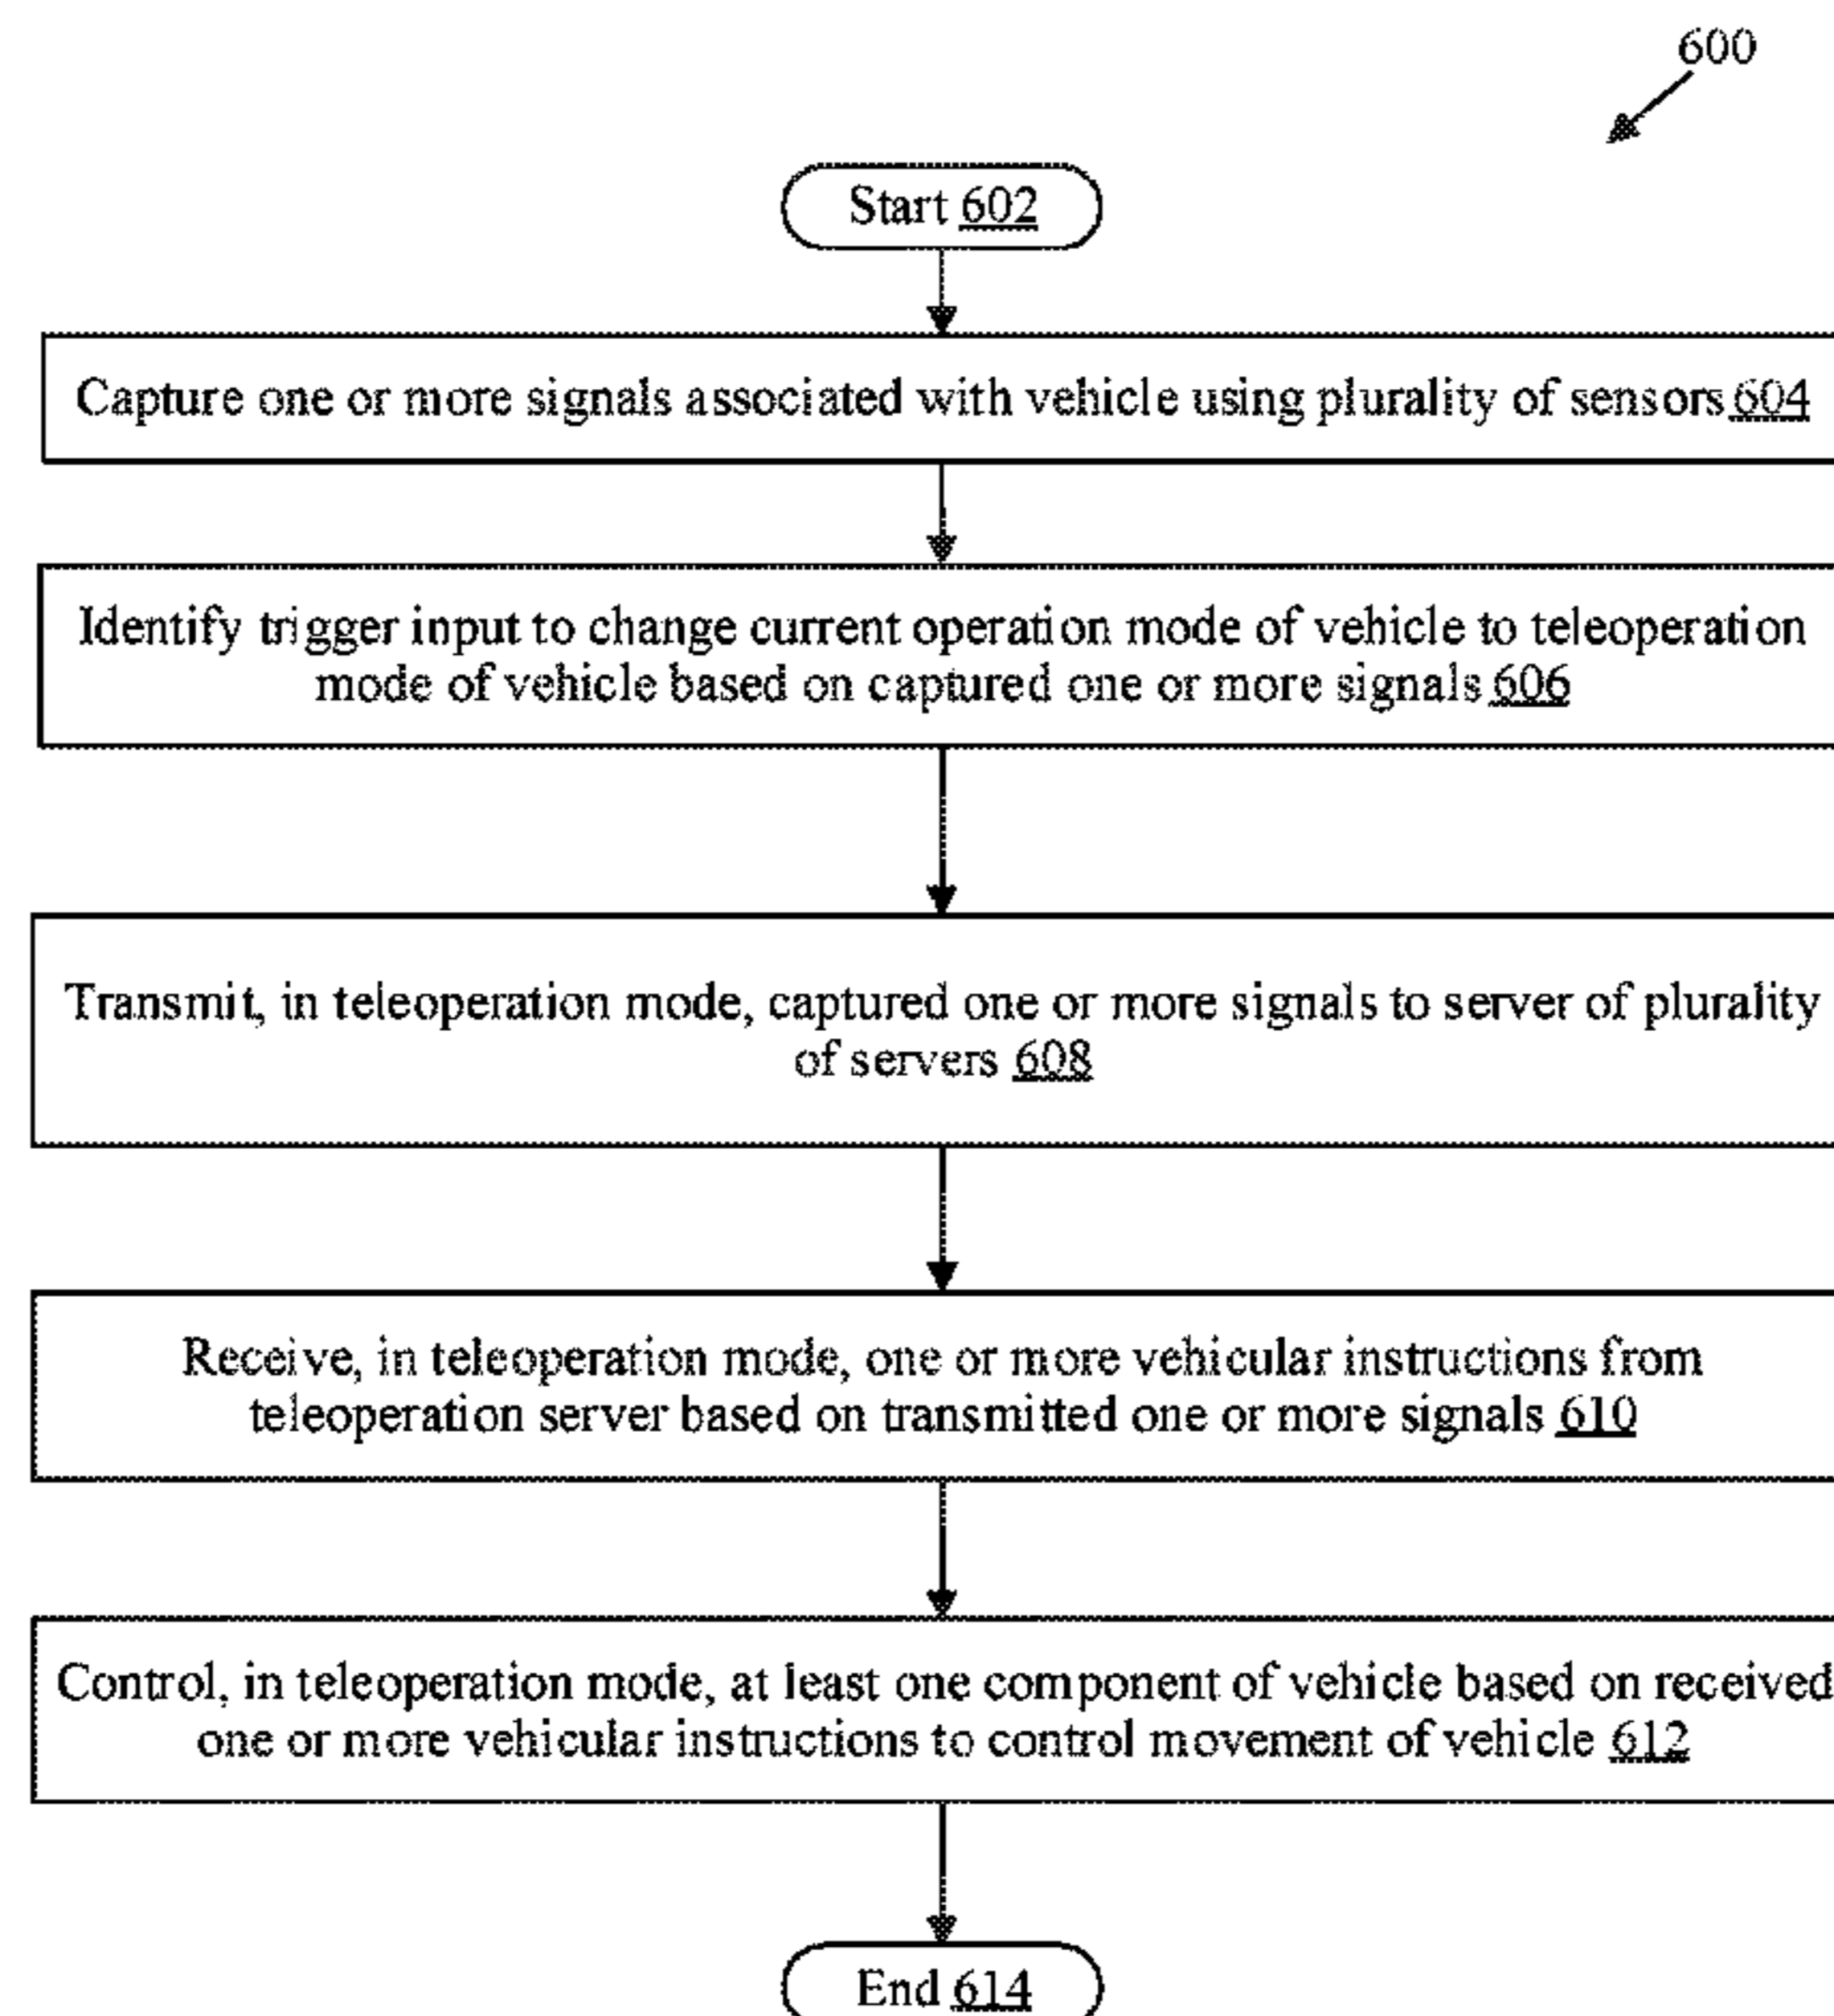 600
Start 602
Capture one or more signals associated with vehicle using plurality of sensors 604
Identify trigger input to change current operation mode of vehicle to teleoperation
mode of vehicle based on captured one or more signals 606
Transmit, in teleoperation mode, captured one or more signals to server of plurality
of servers 608
Receive, in teleoperation mode, one or more vehicular instructions from
teleoperation server based on transmitted one or more signals 610
Control, in teleoperation mode, at least one component of vehicle based on received
one or more vehicular instructions to control movement of vehicle 612
End 614